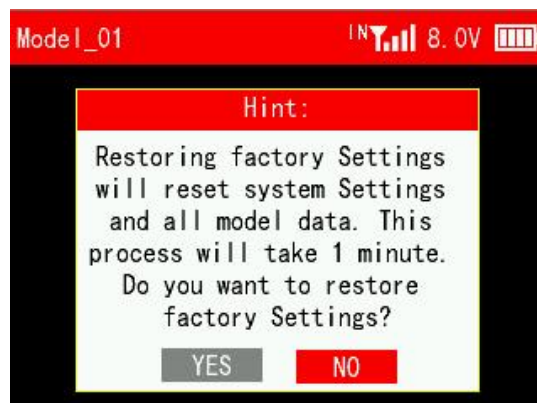 Model_01 IN 8.0V
Hint:
Restoring factory Settings
will reset system Settings
and all model data. This
process will take 1 minute.
Do you want to restore
factory Settings?
YES NO